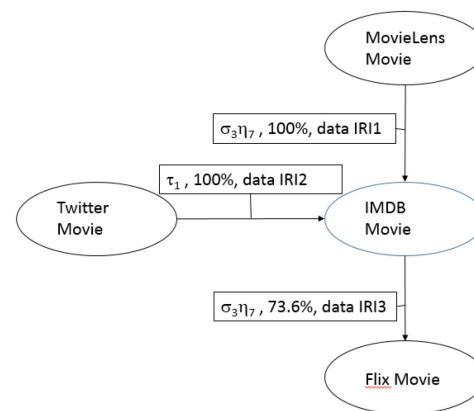 MovieLens
Movie
σ₃η₇ , 100%, data IRI1
τ₁ , 100%, data IRI2
Twitter
Movie
IMDB
Movie
σ₃η₇ , 73.6%, data IRI3
Flix Movie